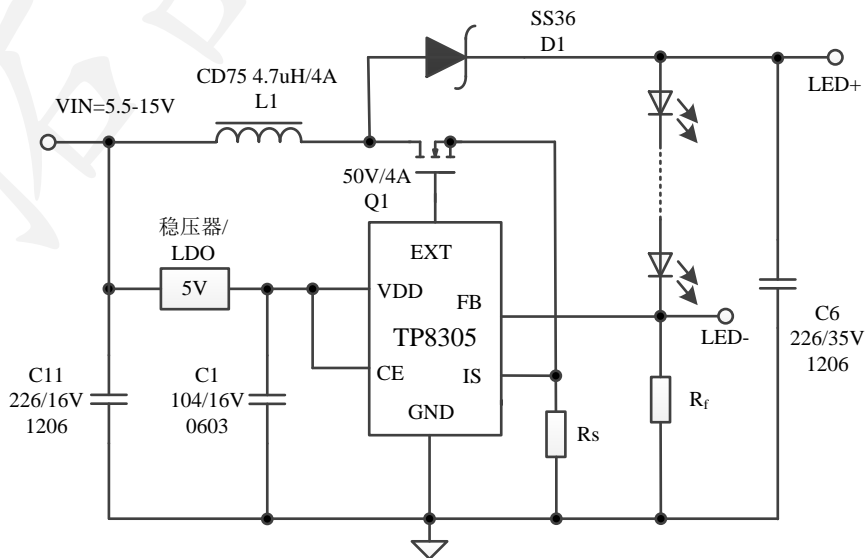 SS36
D1
CD75 4.7uH/4A
L1
VIN=5.5-15V
LED+
50V/4A
Q1
稳压器/
LDO
5V
EXT
VDD
FB
TP8305
CE
IS
GND
LED-
C6
226/35V
1206
C11
226/16V
1206
C1
104/16V
0603
Rs
Rf